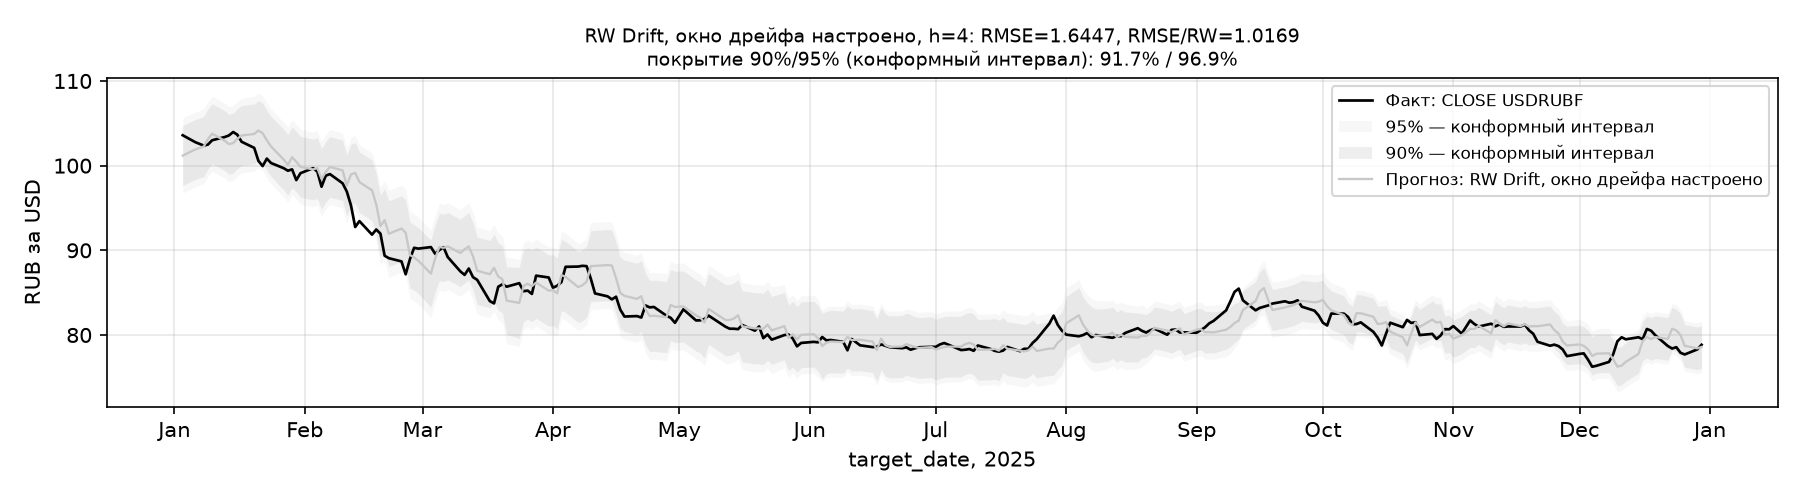 RW Drift, окно дрейфа настроено, h=4: RMSE=1.6447, RMSE/RW=1.0169
покрытие 90%/95% (конформный интервал): 91.7% / 96.9%
110
100
90
80
RUB за USD
Факт: CLOSE USDRUBF
95% — конформный интервал
90% — конформный интервал
Прогноз: RW Drift, окно дрейфа настроено
Jan Feb Mar Apr May Jun Jul Aug Sep Oct Nov Dec Jan
target_date, 2025